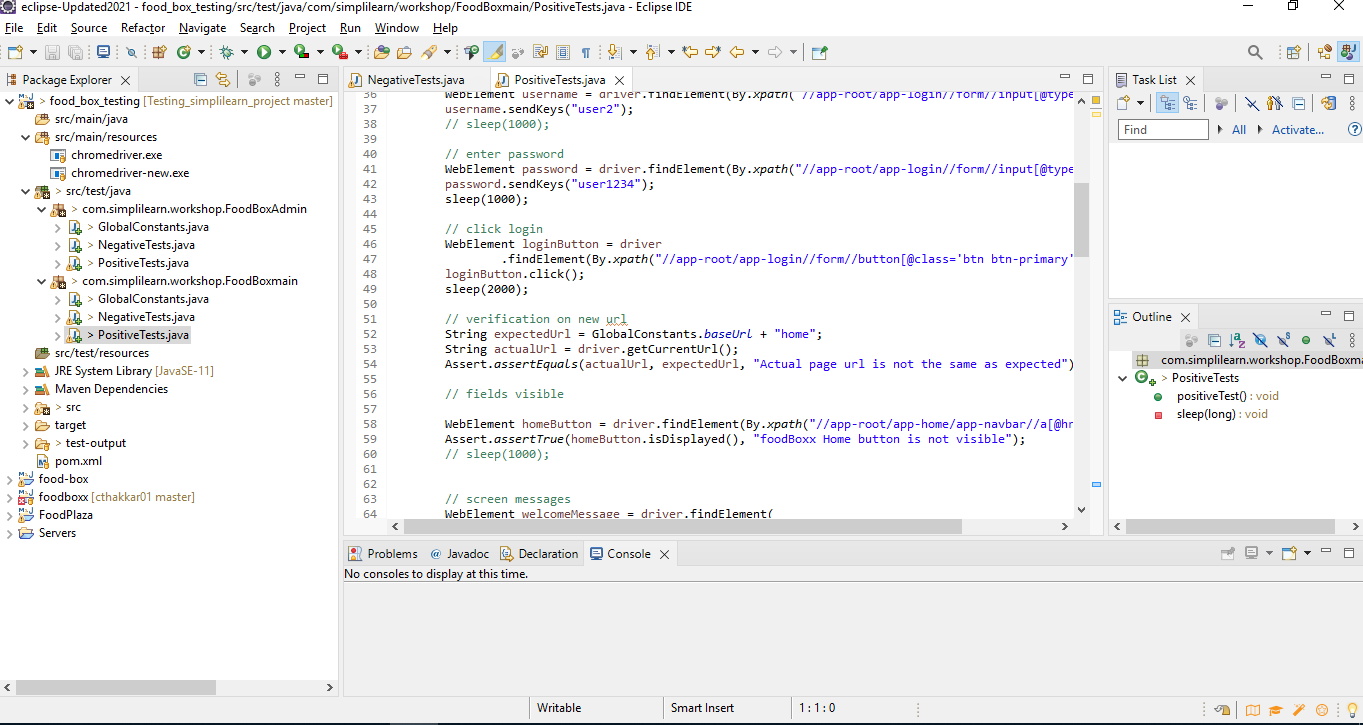 eclipse-Updated2021 - food_box_testing/src/test/java/com/simplilearn/workshop/FoodBoxmain/PositiveTests.java - Eclipse IDE
File Edit Source Refactor Navigate Search Project Run Window Help
Package Explorer
food_box_testing [Testing_simplilearn_project master]
src/main/java
src/main/resources
chromedriver.exe
chromedriver-new.exe
> src/test/java
> com.simplilearn.workshop.FoodBoxAdmin
> GlobalConstants.java
> NegativeTests.java
> PositiveTests.java
> com.simplilearn.workshop.FoodBoxmain
> GlobalConstants.java
> NegativeTests.java
> PositiveTests.java
src/test/resources
JRE System Library [JavaSE-11]
Maven Dependencies
> src
target
> test-output
pom.xml
food-box
foodboxx [cthakkar01 master]
FoodPlaza
Servers
NegativeTests.java PositiveTests.java
36 WebElement username = driver.findElement(By.xpath("//app-root/app-login//form//input[@type
37 username.sendKeys("user2");
38 // sleep(1000);
39
40 // enter password
41 WebElement password = driver.findElement(By.xpath("//app-root/app-login//form//input[@type
42 password.sendKeys("user1234");
43 sleep(1000);
44
45 // click login
46 WebElement loginButton = driver
47 .findElement(By.xpath("//app-root/app-login//form//button[@class='btn btn-primary'
48 loginButton.click();
49 sleep(2000);
50
51 // verification on new url
52 String expectedUrl = GlobalConstants.baseUrl + "home";
53 String actualUrl = driver.getCurrentUrl();
54 Assert.assertEquals(actualUrl, expectedUrl, "Actual page url is not the same as expected")
55
56 // fields visible
57
58 WebElement homeButton = driver.findElement(By.xpath("//app-root/app-home/app-navbar//a[@hr
59 Assert.assertTrue(homeButton.isDisplayed(), "foodBoxx Home button is not visible");
60 // sleep(1000);
61
62
63 // screen messages
64 WebElement welcomeMessage = driver.findElement(
Task List
Find All Activate...
Outline
com.simplilearn.workshop.FoodBoxma
> PositiveTests
positiveTest() : void
sleep(long) : void
Problems @ Javadoc Declaration Console
No consoles to display at this time.
Writable Smart Insert 1 : 1 : 0